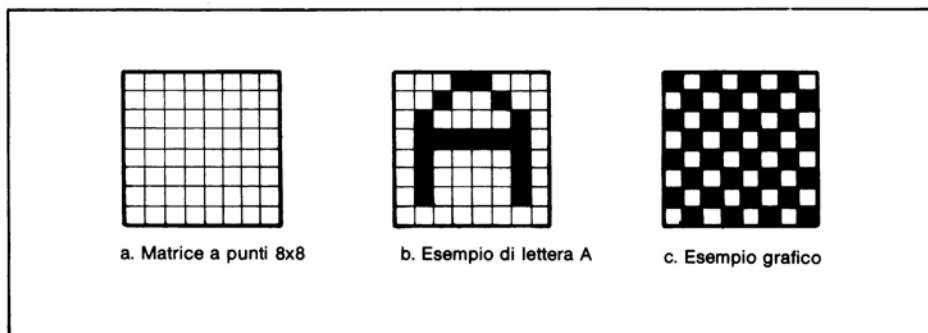 a. Matrice a punti 8x8
b. Esempio di lettera A
c. Esempio grafico